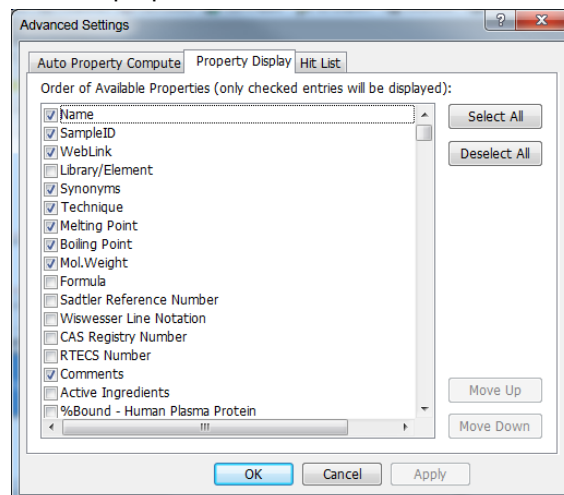 Advanced Settings
Auto Property Compute Property Display Hit List
Order of Available Properties (only checked entries will be displayed):
Name
SampleID
WebLink
Library/Element
Synonyms
Technique
Melting Point
Boiling Point
Mol.Weight
Formula
Sadtler Reference Number
Wiswesser Line Notation
CAS Registry Number
RTECS Number
Comments
Active Ingredients
%Bound - Human Plasma Protein
Select All
Deselect All
Move Up
Move Down
OK Cancel Apply